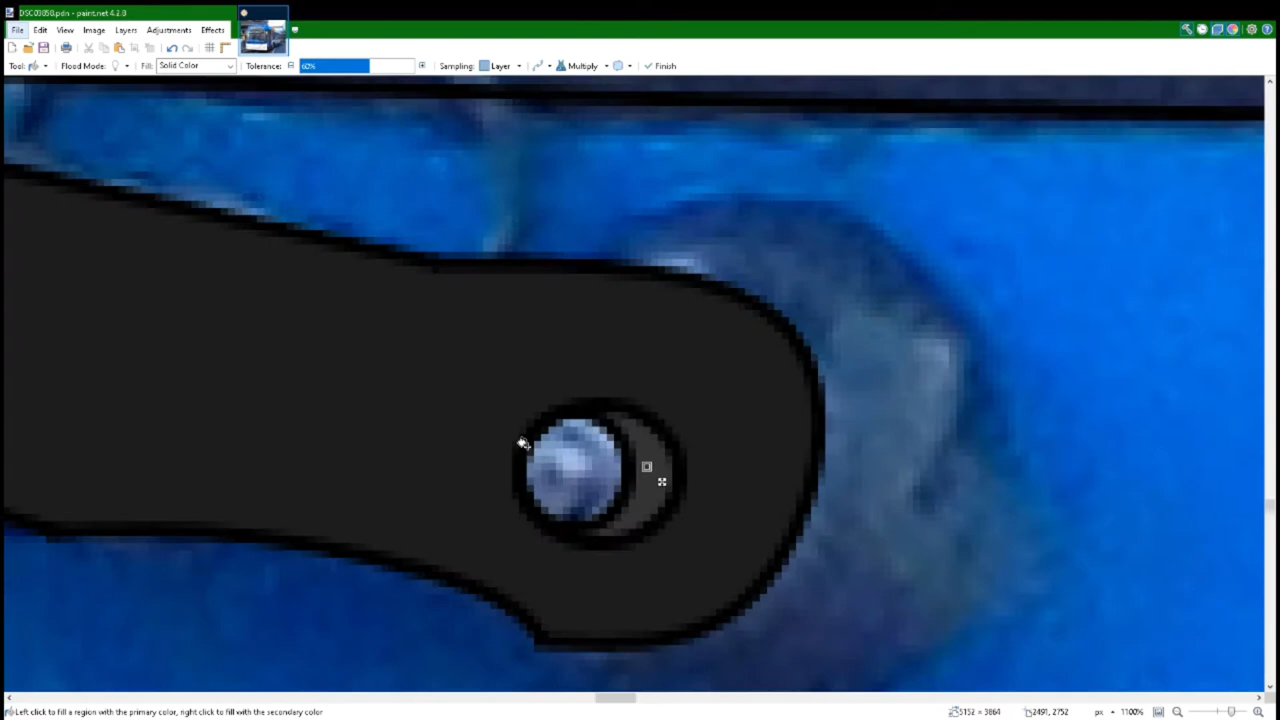 DSC03858.pdn - paint.net 4.2.8
File Edit View Image Layers Adjustments Effects
Tool: Flood Mode: Fill: Solid Color Tolerance: 60% Sampling: Layer Multiply Finish
Left click to fill a region with the primary color, right click to fill with the secondary color 5152 × 3864 2491, 2752 px 1100%